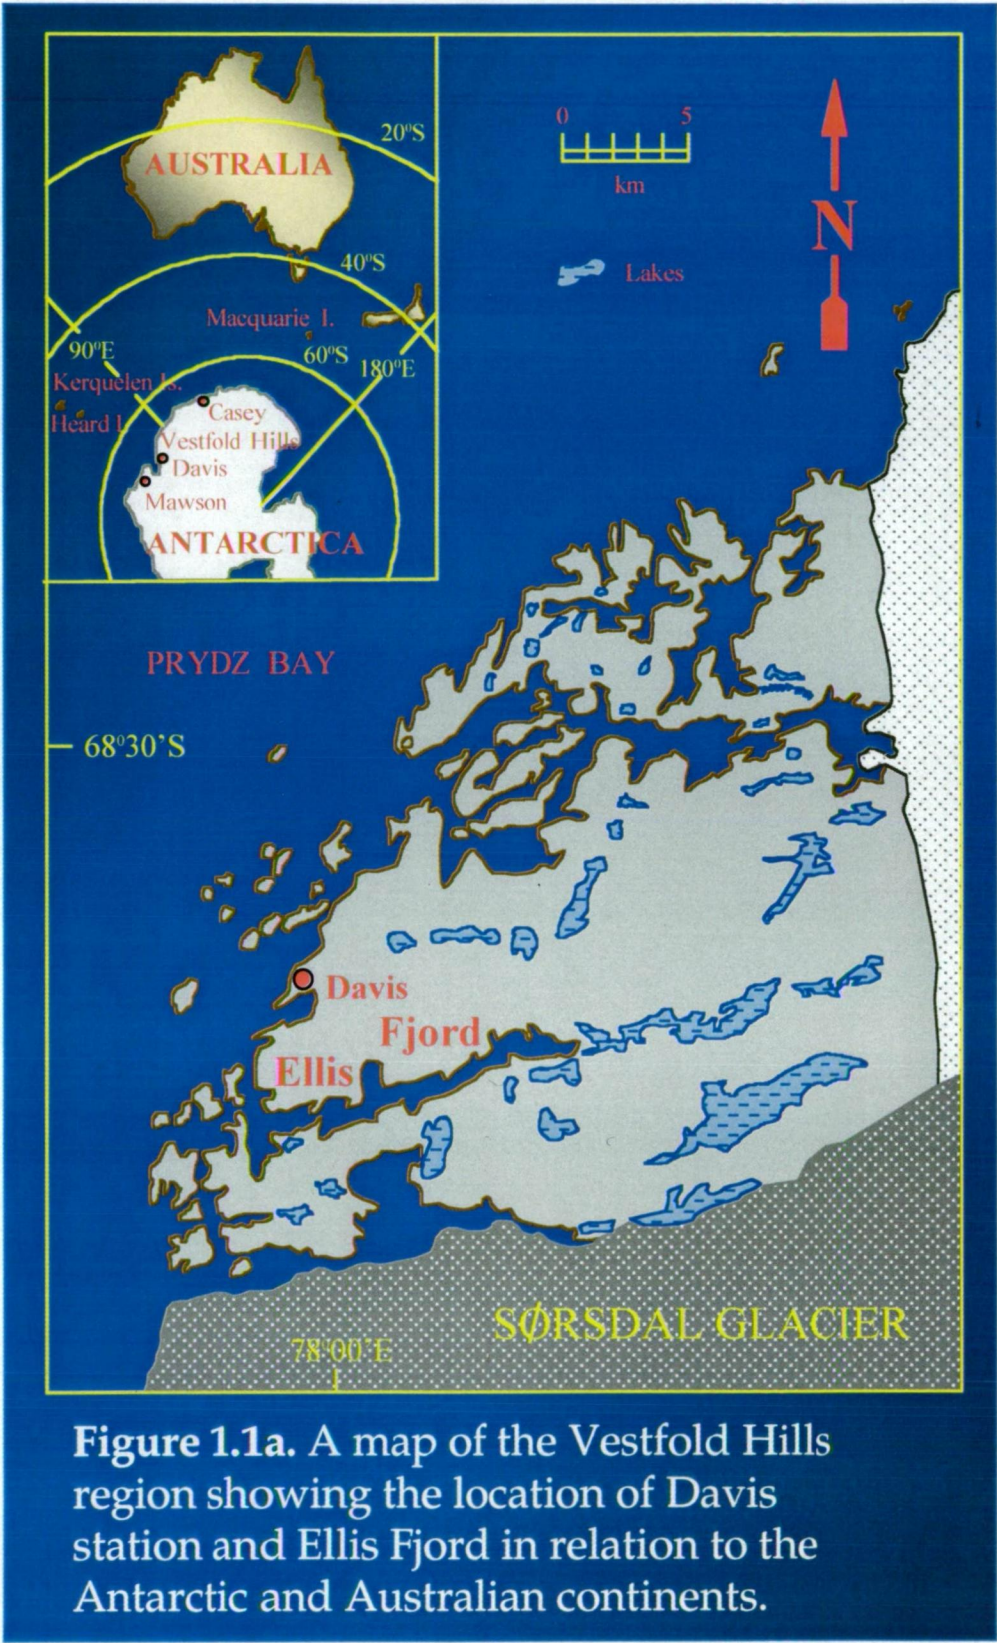 20°S
AUSTRALIA
40°S
Macquarie I.
90°E
60°S
180°E
Kerquelen Is.
Heard I.
Casey
Vestfold Hills
Davis
Mawson
ANTARCTICA
0 5
km
N
Lakes
PRYDZ BAY
68°30'S
Davis
Fjord
Ellis
SØRSDAL GLACIER
78°00'E
Figure 1.1a. A map of the Vestfold Hills
region showing the location of Davis
station and Ellis Fjord in relation to the
Antarctic and Australian continents.